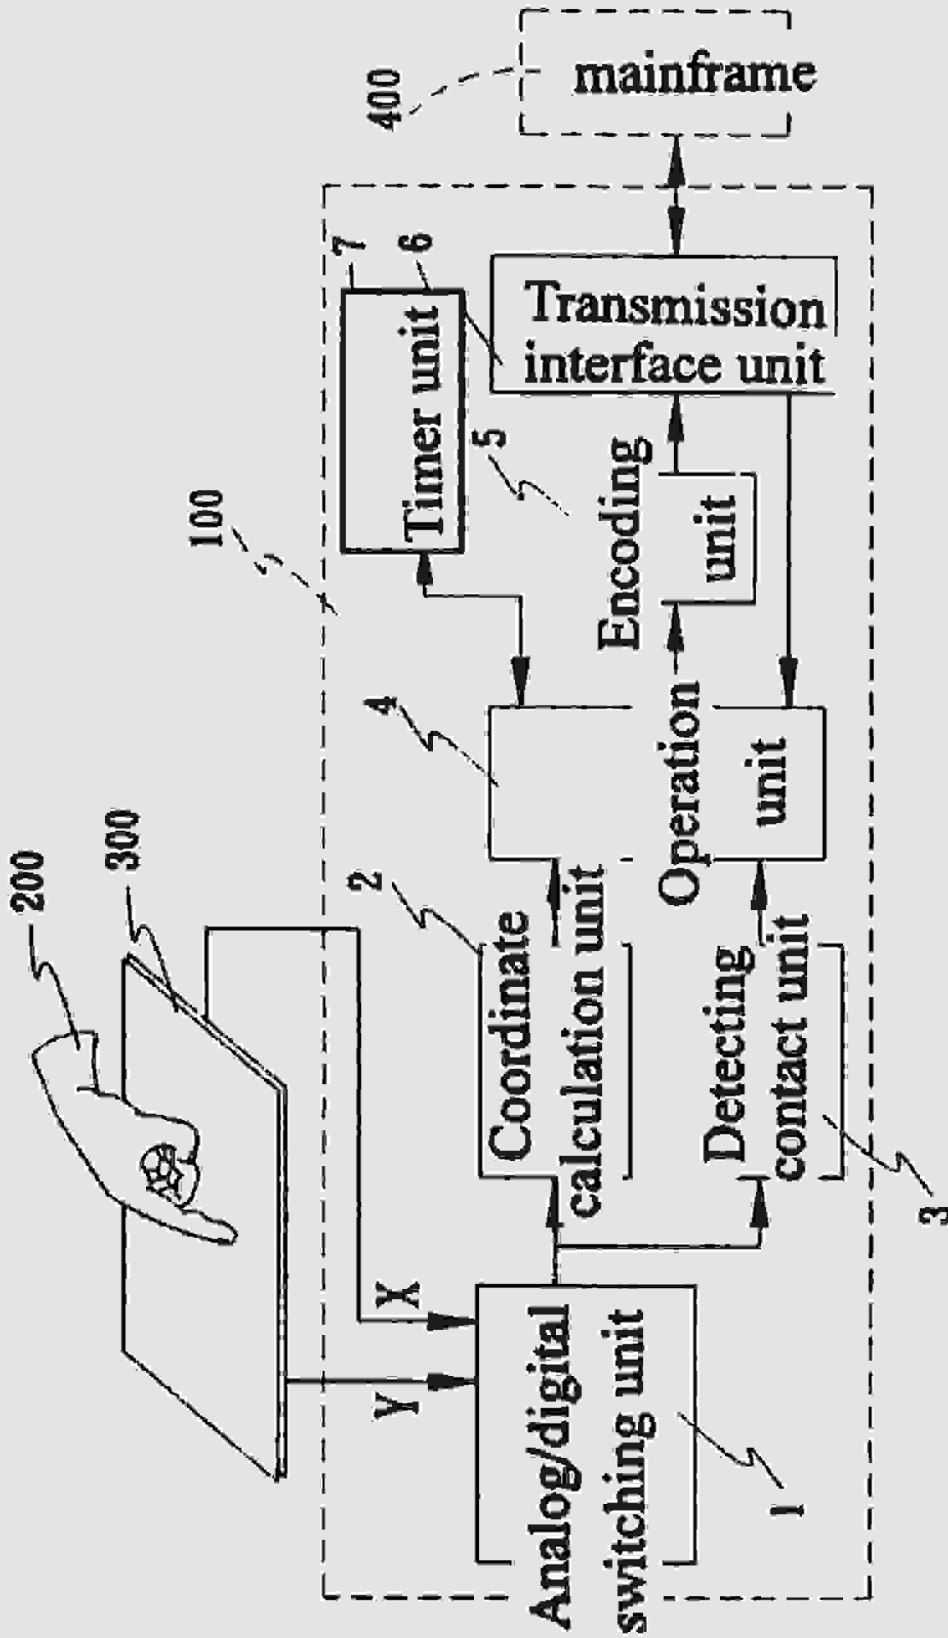 200
300
100
Y
X
Analog/digital
switching unit
1
Coordinate
calculation unit
2
Detecting
contact unit
3
Operation
unit
4
Encoding
unit
5
Timer unit
7
6
Transmission
interface unit
400
mainframe